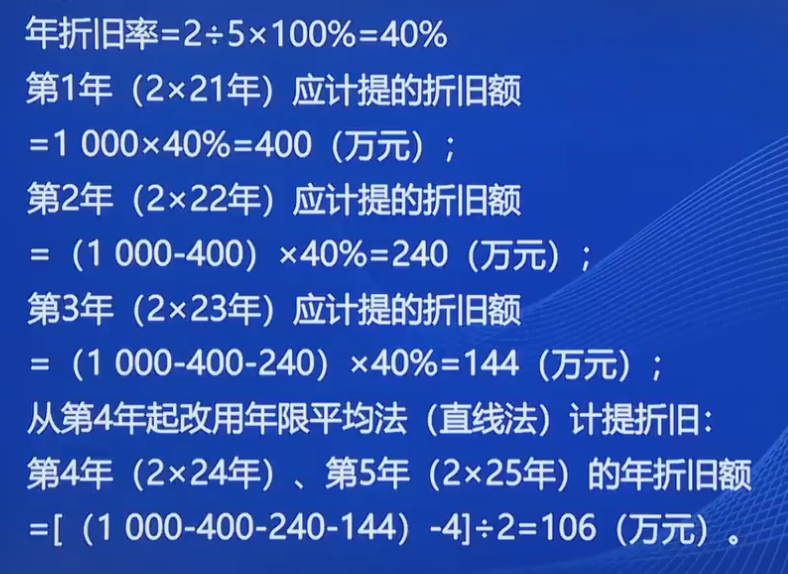 年折旧率=2÷5×100%=40%
第1年（2×21年）应计提的折旧额
=1 000×40%=400（万元）；
第2年（2×22年）应计提的折旧额
=（1 000-400）×40%=240（万元）；
第3年（2×23年）应计提的折旧额
=（1 000-400-240）×40%=144（万元）；
从第4年起改用年限平均法（直线法）计提折旧：
第4年（2×24年）、第5年（2×25年）的年折旧额
=[（1 000-400-240-144）-4]÷2=106（万元）。